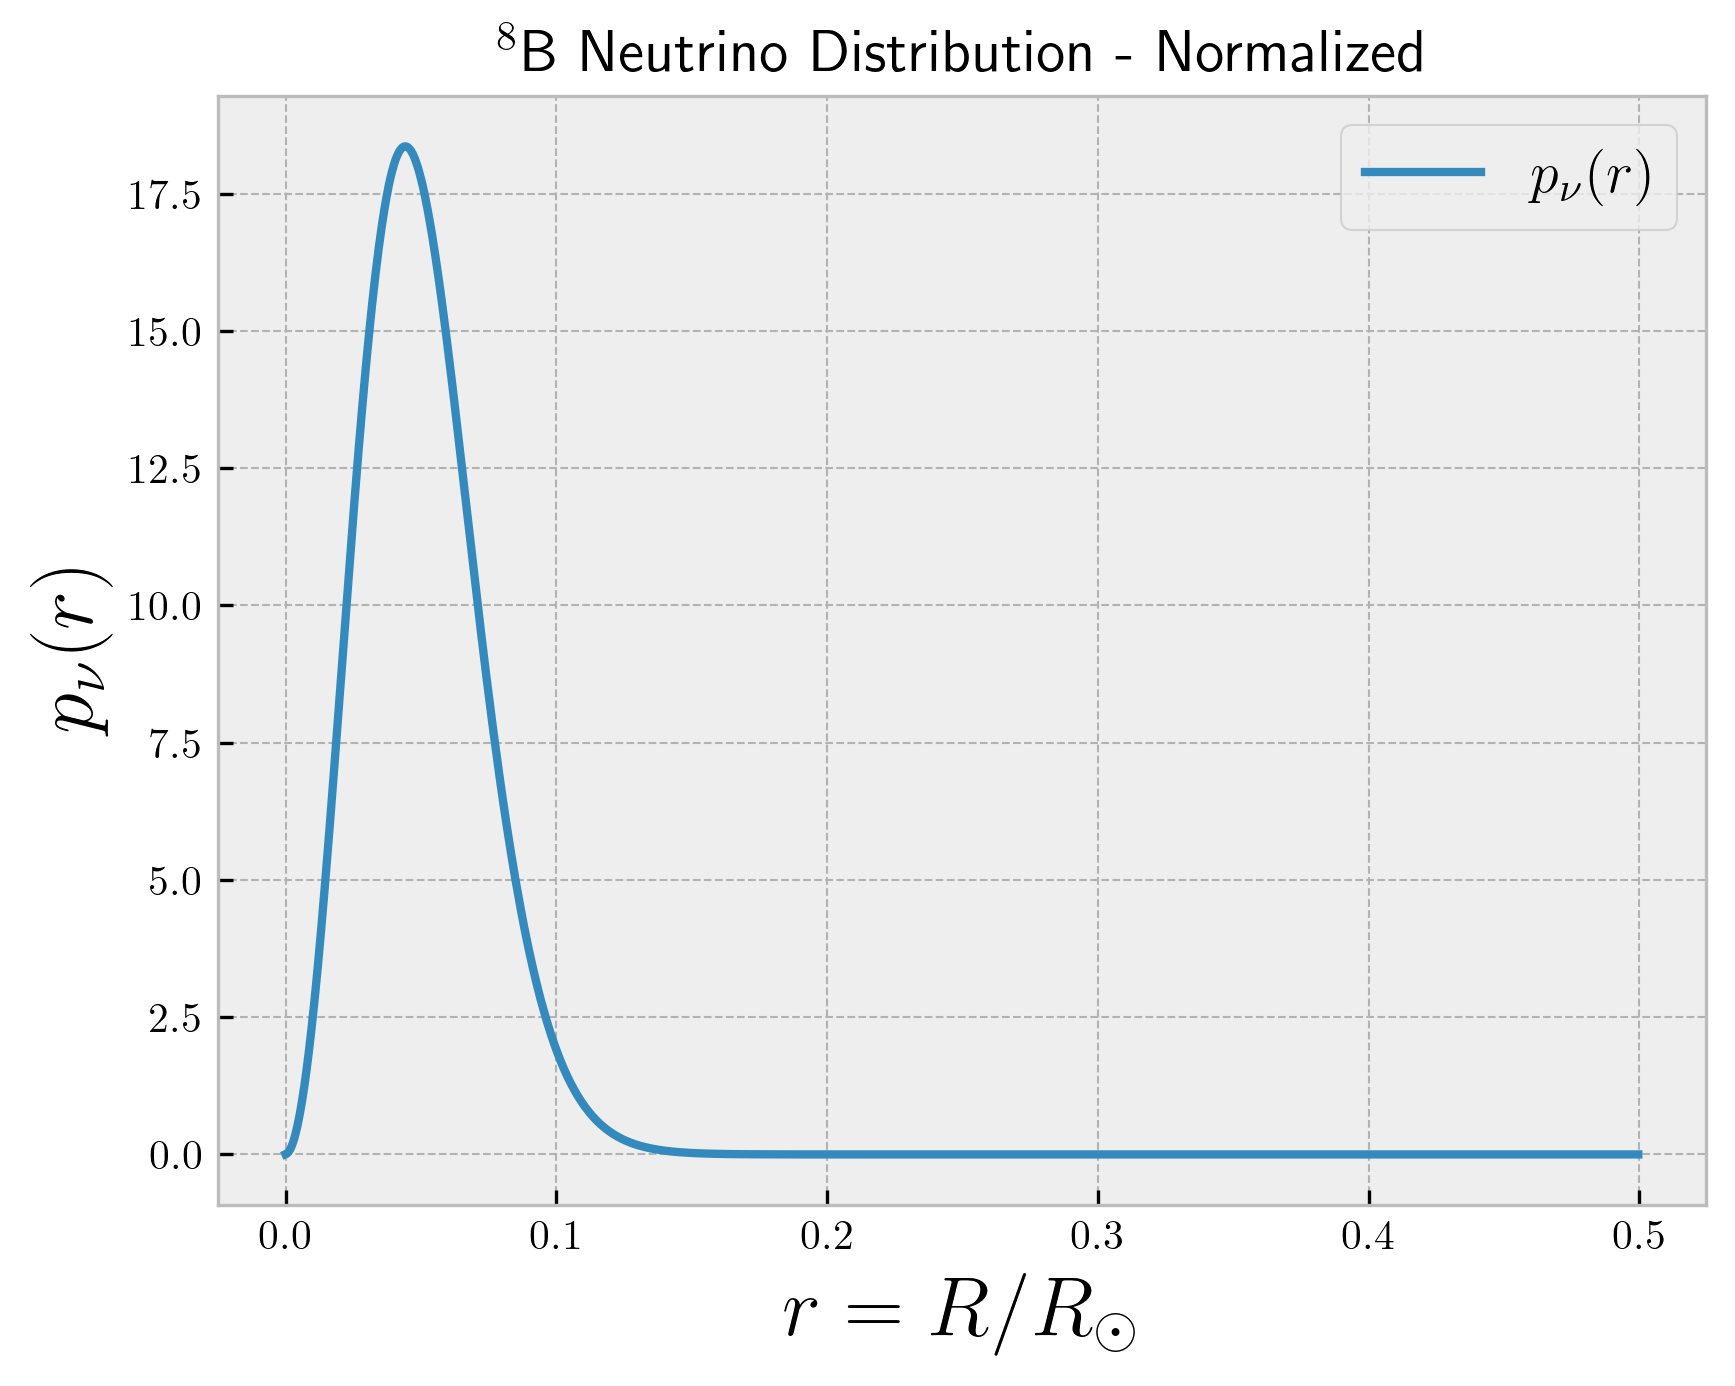 ⁸B Neutrino Distribution - Normalized
pν(r)
17.5
15.0
12.5
10.0
7.5
5.0
2.5
0.0
pν(r)
0.0 0.1 0.2 0.3 0.4 0.5
r = R/R⊙